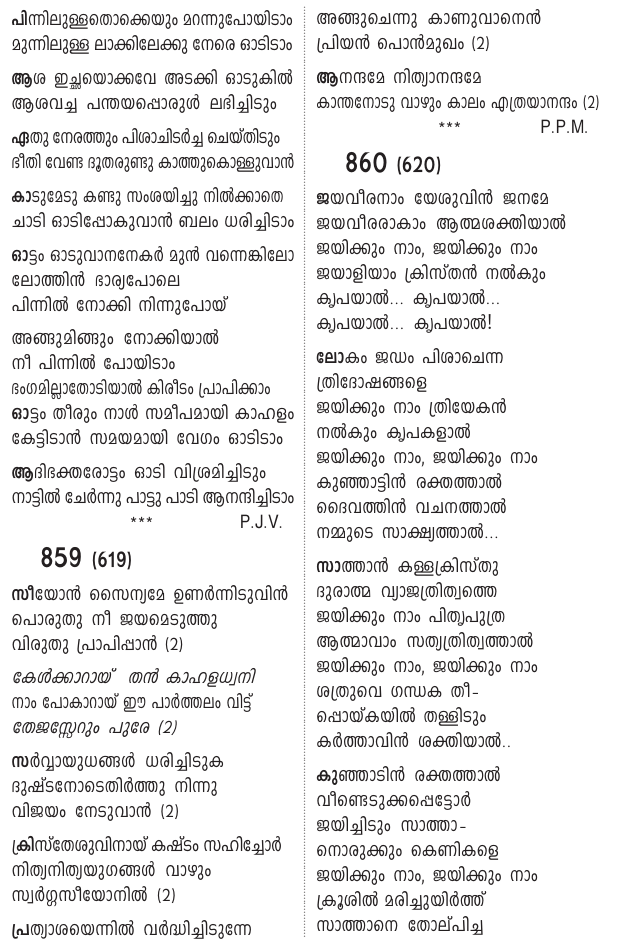 പിന്നിലുള്ളതൊക്കെയും മറന്നുപോയിടാം
മുന്നിലുള്ള ലാക്കിലേക്കു നേരെ ഓടിടാം
ആശ ഇച്ഛയൊക്കവേ അടക്കി ഓടുകിൽ
ആശവച്ച പന്തയപ്പൊരുൾ ലഭിച്ചിടും
ഏതു നേരത്തും പിശാചിടർച്ച ചെയ്തിടും
ഭീതി വേണ്ട ദൂതരുണ്ടു കാത്തുകൊള്ളുവാൻ
കാടുമേടു കണ്ടു സംശയിച്ചു നിൽക്കാതെ
ചാടി ഓടിപ്പോകുവാൻ ബലം ധരിച്ചിടാം
ഓട്ടം ഓടുവാനനേകർ മുൻ വന്നെങ്കിലോ
ലോത്തിൻ ഭാര്യപോലെ
പിന്നിൽ നോക്കി നിന്നുപോയ്
അങ്ങുമിങ്ങും നോക്കിയാൽ
നീ പിന്നിൽ പോയിടാം
ഭംഗമില്ലാതോടിയാൽ കിരീടം പ്രാപിക്കാം
ഓട്ടം തീരും നാൾ സമീപമായി കാഹളം
കേട്ടിടാൻ സമയമായി വേഗം ഓടിടാം
ആദിഭക്തരോട്ടം ഓടി വിശ്രമിച്ചിടും
നാട്ടിൽ ചേർന്നു പാട്ടു പാടി ആനന്ദിച്ചിടാം
*** P.J.V.
859 (619)
സീയോൻ സൈന്യമേ ഉണർന്നിടുവിൻ
പൊരുതു നീ ജയമെടുത്തു
വിരുതു പ്രാപിപ്പാൻ (2)
കേൾക്കാറായ് തൻ കാഹളധ്വനി
നാം പോകാറായ് ഈ പാർത്തലം വിട്ട്
തേജസ്സേറും പുരേ (2)
സർവ്വായുധങ്ങൾ ധരിച്ചിടുക
ദുഷ്ടനോടെതിർത്തു നിന്നു
വിജയം നേടുവാൻ (2)
ക്രിസ്തേശുവിനായ് കഷ്ടം സഹിച്ചോർ
നിത്യനിത്യയുഗങ്ങൾ വാഴും
സ്വർഗ്ഗസീയോനിൽ (2)
പ്രത്യാശയെന്നിൽ വർദ്ധിച്ചിടുന്നേ
അങ്ങുചെന്നു കാണുവാനെൻ
പ്രിയൻ പൊൻമുഖം (2)
ആനന്ദമേ നിത്യാനന്ദമേ
കാന്തനോടു വാഴും കാലം എത്രയാനന്ദം (2)
*** P.P.M.
860 (620)
ജയവീരനാം യേശുവിൻ ജനമേ
ജയവീരരാകാം ആത്മശക്തിയാൽ
ജയിക്കും നാം, ജയിക്കും നാം
ജയാളിയാം ക്രിസ്തൻ നൽകും
കൃപയാൽ... കൃപയാൽ...
കൃപയാൽ... കൃപയാൽ!
ലോകം ജഡം പിശാചെന്ന
ത്രിദോഷങ്ങളെ
ജയിക്കും നാം ത്രിയേകൻ
നൽകും കൃപകളാൽ
ജയിക്കും നാം, ജയിക്കും നാം
കുഞ്ഞാട്ടിൻ രക്തത്താൽ
ദൈവത്തിൻ വചനത്താൽ
നമ്മുടെ സാക്ഷ്യത്താൽ...
സാത്താൻ കള്ളക്രിസ്തു
ദുരാത്മ വ്യാജത്രിത്വത്തെ
ജയിക്കും നാം പിതൃപുത്ര
ആത്മാവാം സത്യത്രിത്വത്താൽ
ജയിക്കും നാം, ജയിക്കും നാം
ശത്രുവെ ഗന്ധക തീ-
പ്പൊയ്കയിൽ തള്ളിടും
കർത്താവിൻ ശക്തിയാൽ..
കുഞ്ഞാടിൻ രക്തത്താൽ
വീണ്ടെടുക്കപ്പെട്ടോർ
ജയിച്ചിടും സാത്താ-
നൊരുക്കും കെണികളെ
ജയിക്കും നാം, ജയിക്കും നാം
ക്രൂശിൽ മരിച്ചുയിർത്ത്
സാത്താനെ തോല്പിച്ച